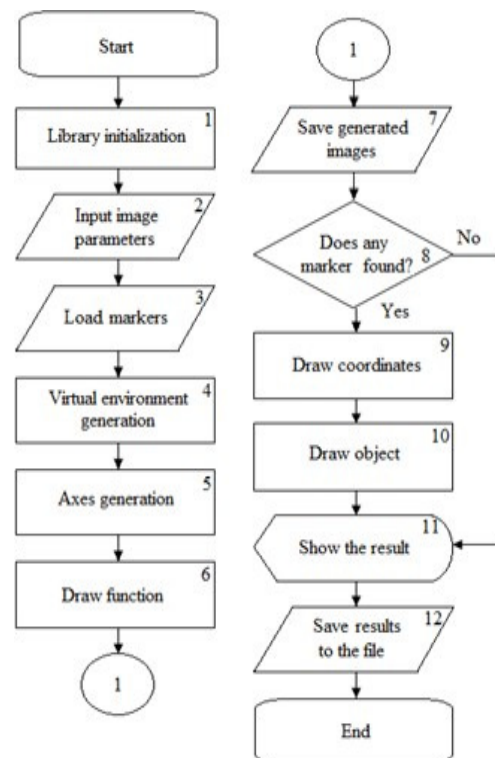 Start
1
Library initialization
2
Input image
parameters
3
Load markers
4
Virtual environment
generation
5
Axes generation
6
Draw function
1
1
7
Save generated
images
Does any
marker found?
8
No
Yes
9
Draw coordinates
10
Draw object
11
Show the result
12
Save results
to the file
End